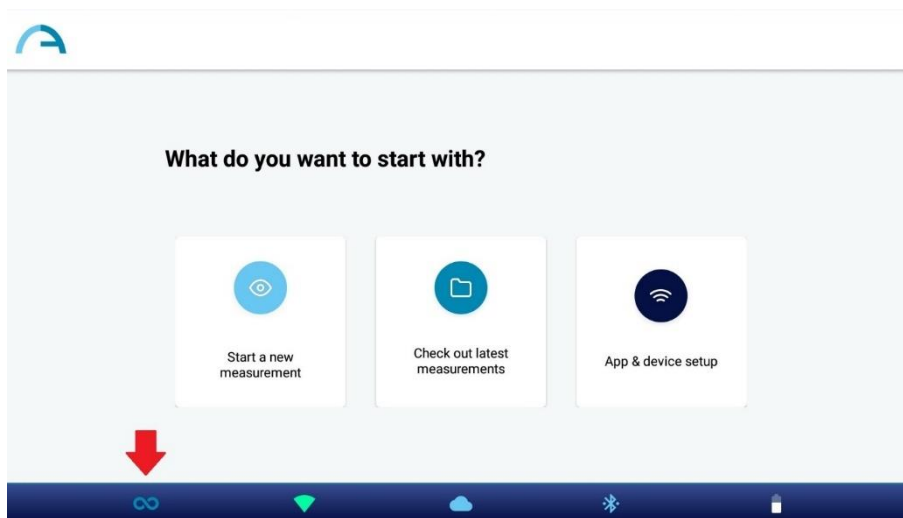 What do you want to start with?
Start a new
measurement
Check out latest
measurements
App & device setup